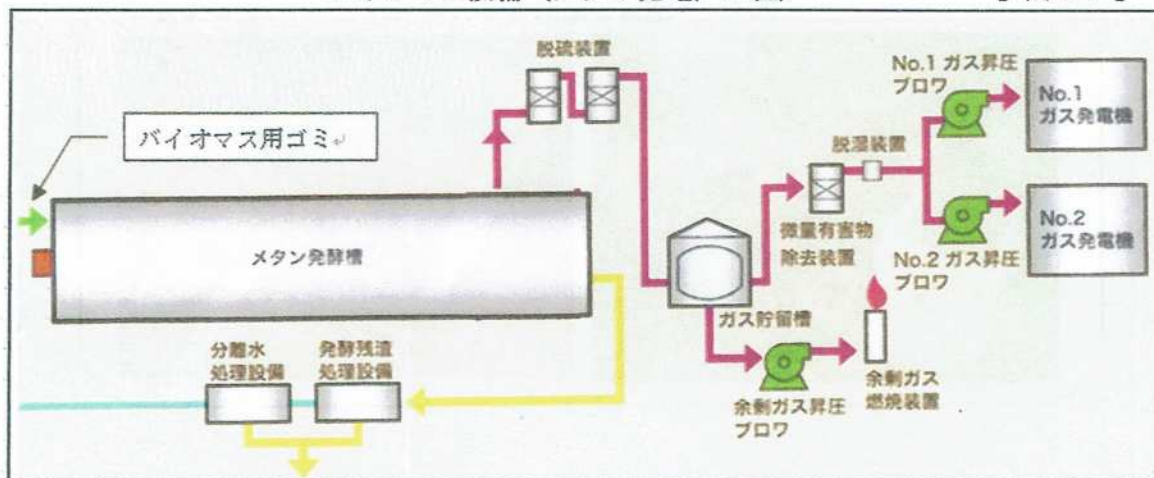 脱硫装置
No.1 ガス昇圧
ブロワ
No.1
ガス発電機
バイオマス用ゴミ↵
脱湿装置
メタン発酵槽
微量有害物
除去装置
No.2
ガス発電機
No.2 ガス昇圧
ブロワ
ガス貯留槽
分離水
処理設備
発酵残渣
処理設備
余剰ガス昇圧
ブロワ
余剰ガス
燃焼装置